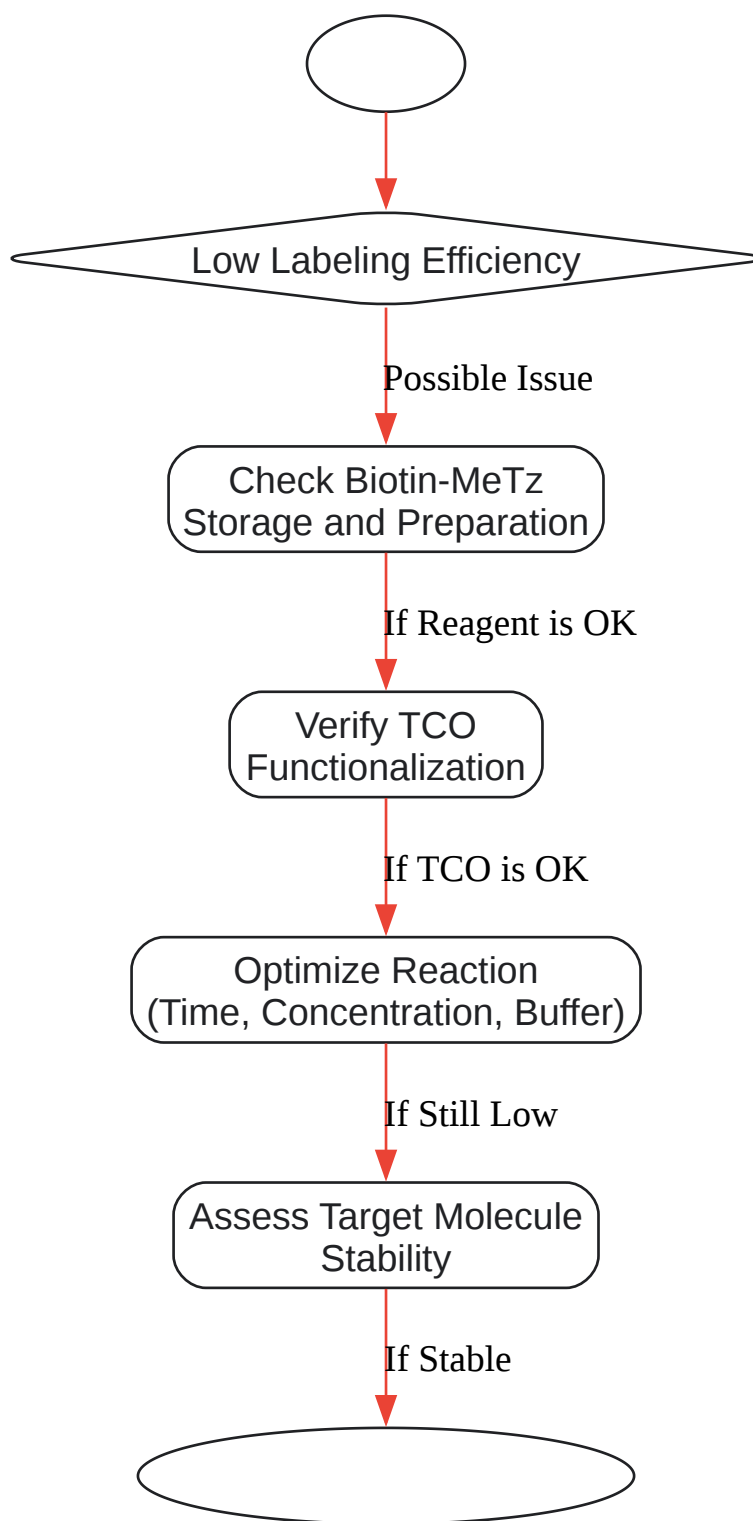 Low Labeling Efficiency
Possible Issue
Check Biotin-MeTz
Storage and Preparation
If Reagent is OK
Verify TCO
Functionalization
If TCO is OK
Optimize Reaction
(Time, Concentration, Buffer)
If Still Low
Assess Target Molecule
Stability
If Stable